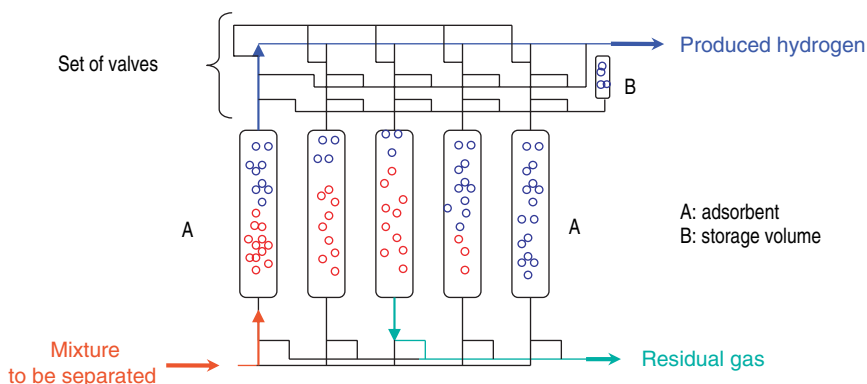 Produced hydrogen
Set of valves
B
A
A
A: adsorbent
B: storage volume
Mixture
to be separated
Residual gas